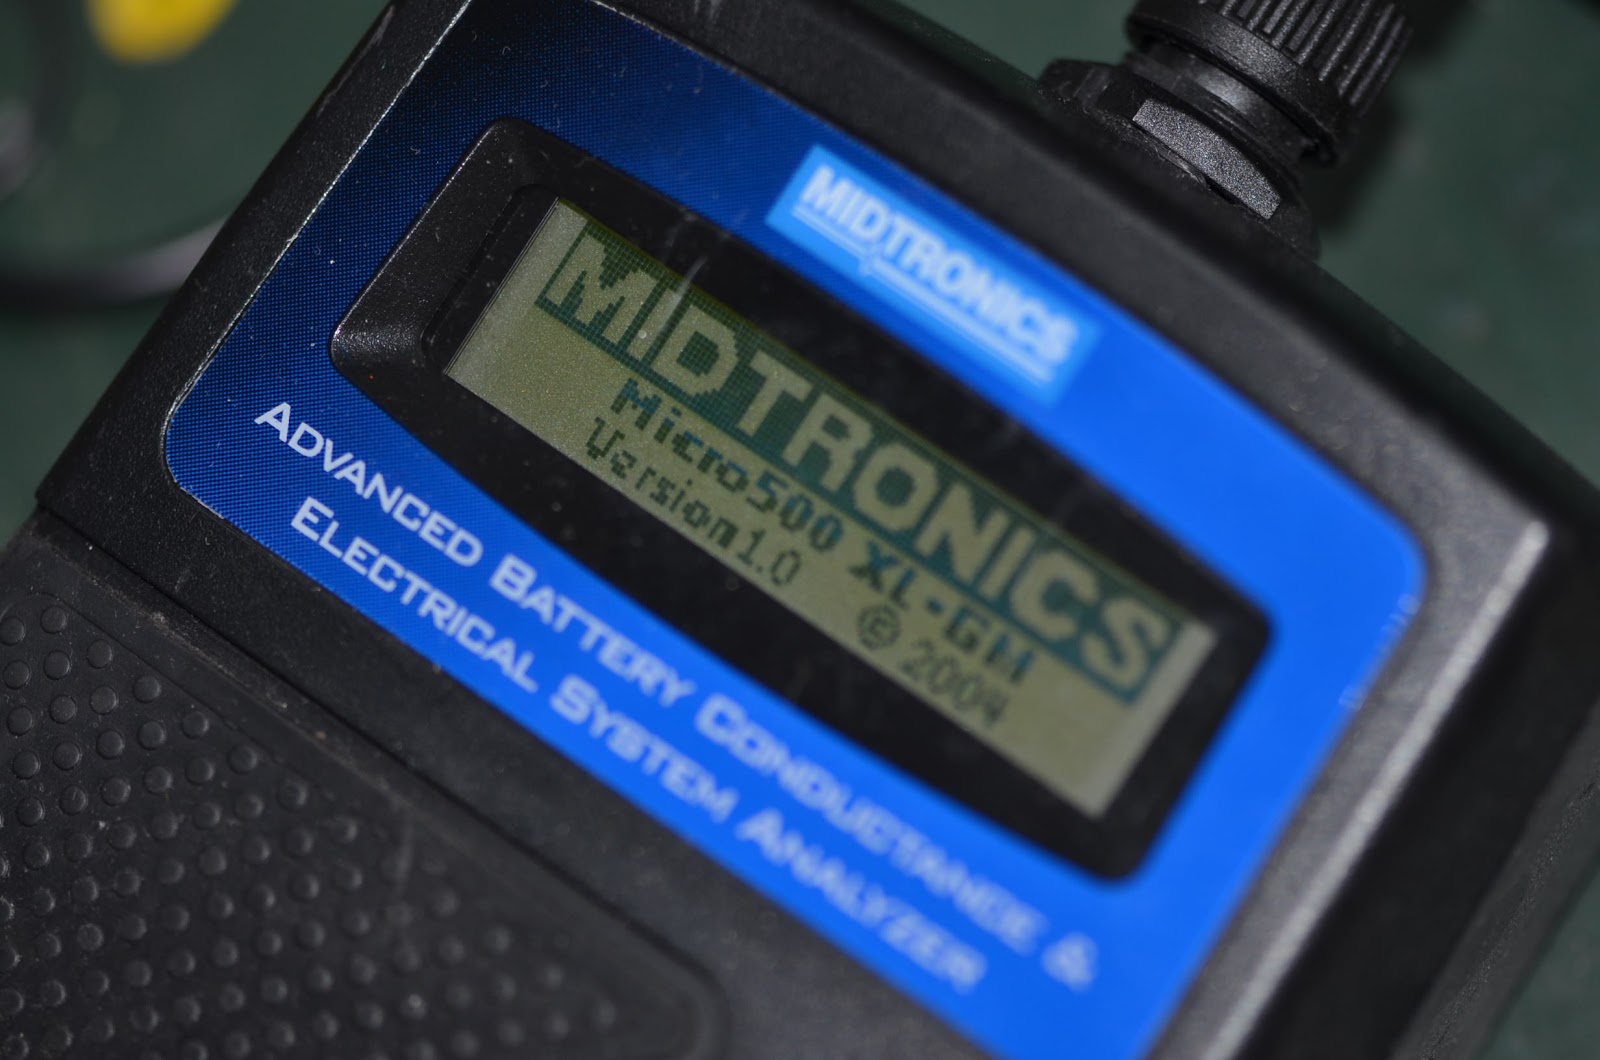 MIDTRONICS
MIDTRONICS
Micro500 XL-GM
Version1.0 © 2004
ADVANCED BATTERY CONDUCTANCE &
ELECTRICAL SYSTEM ANALYZER